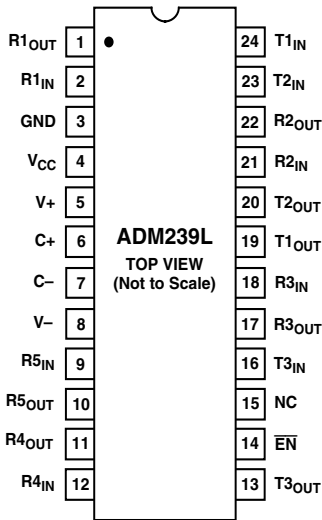 R1OUT 1 24 T1IN
R1IN 2 23 T2IN
GND 3 22 R2OUT
VCC 4 21 R2IN
V+ 5 20 T2OUT
C+ 6 ADM239L 19 T1OUT
TOP VIEW
C– 7 (Not to Scale) 18 R3IN
V– 8 17 R3OUT
R5IN 9 16 T3IN
R5OUT 10 15 NC
R4OUT 11 14 EN
R4IN 12 13 T3OUT